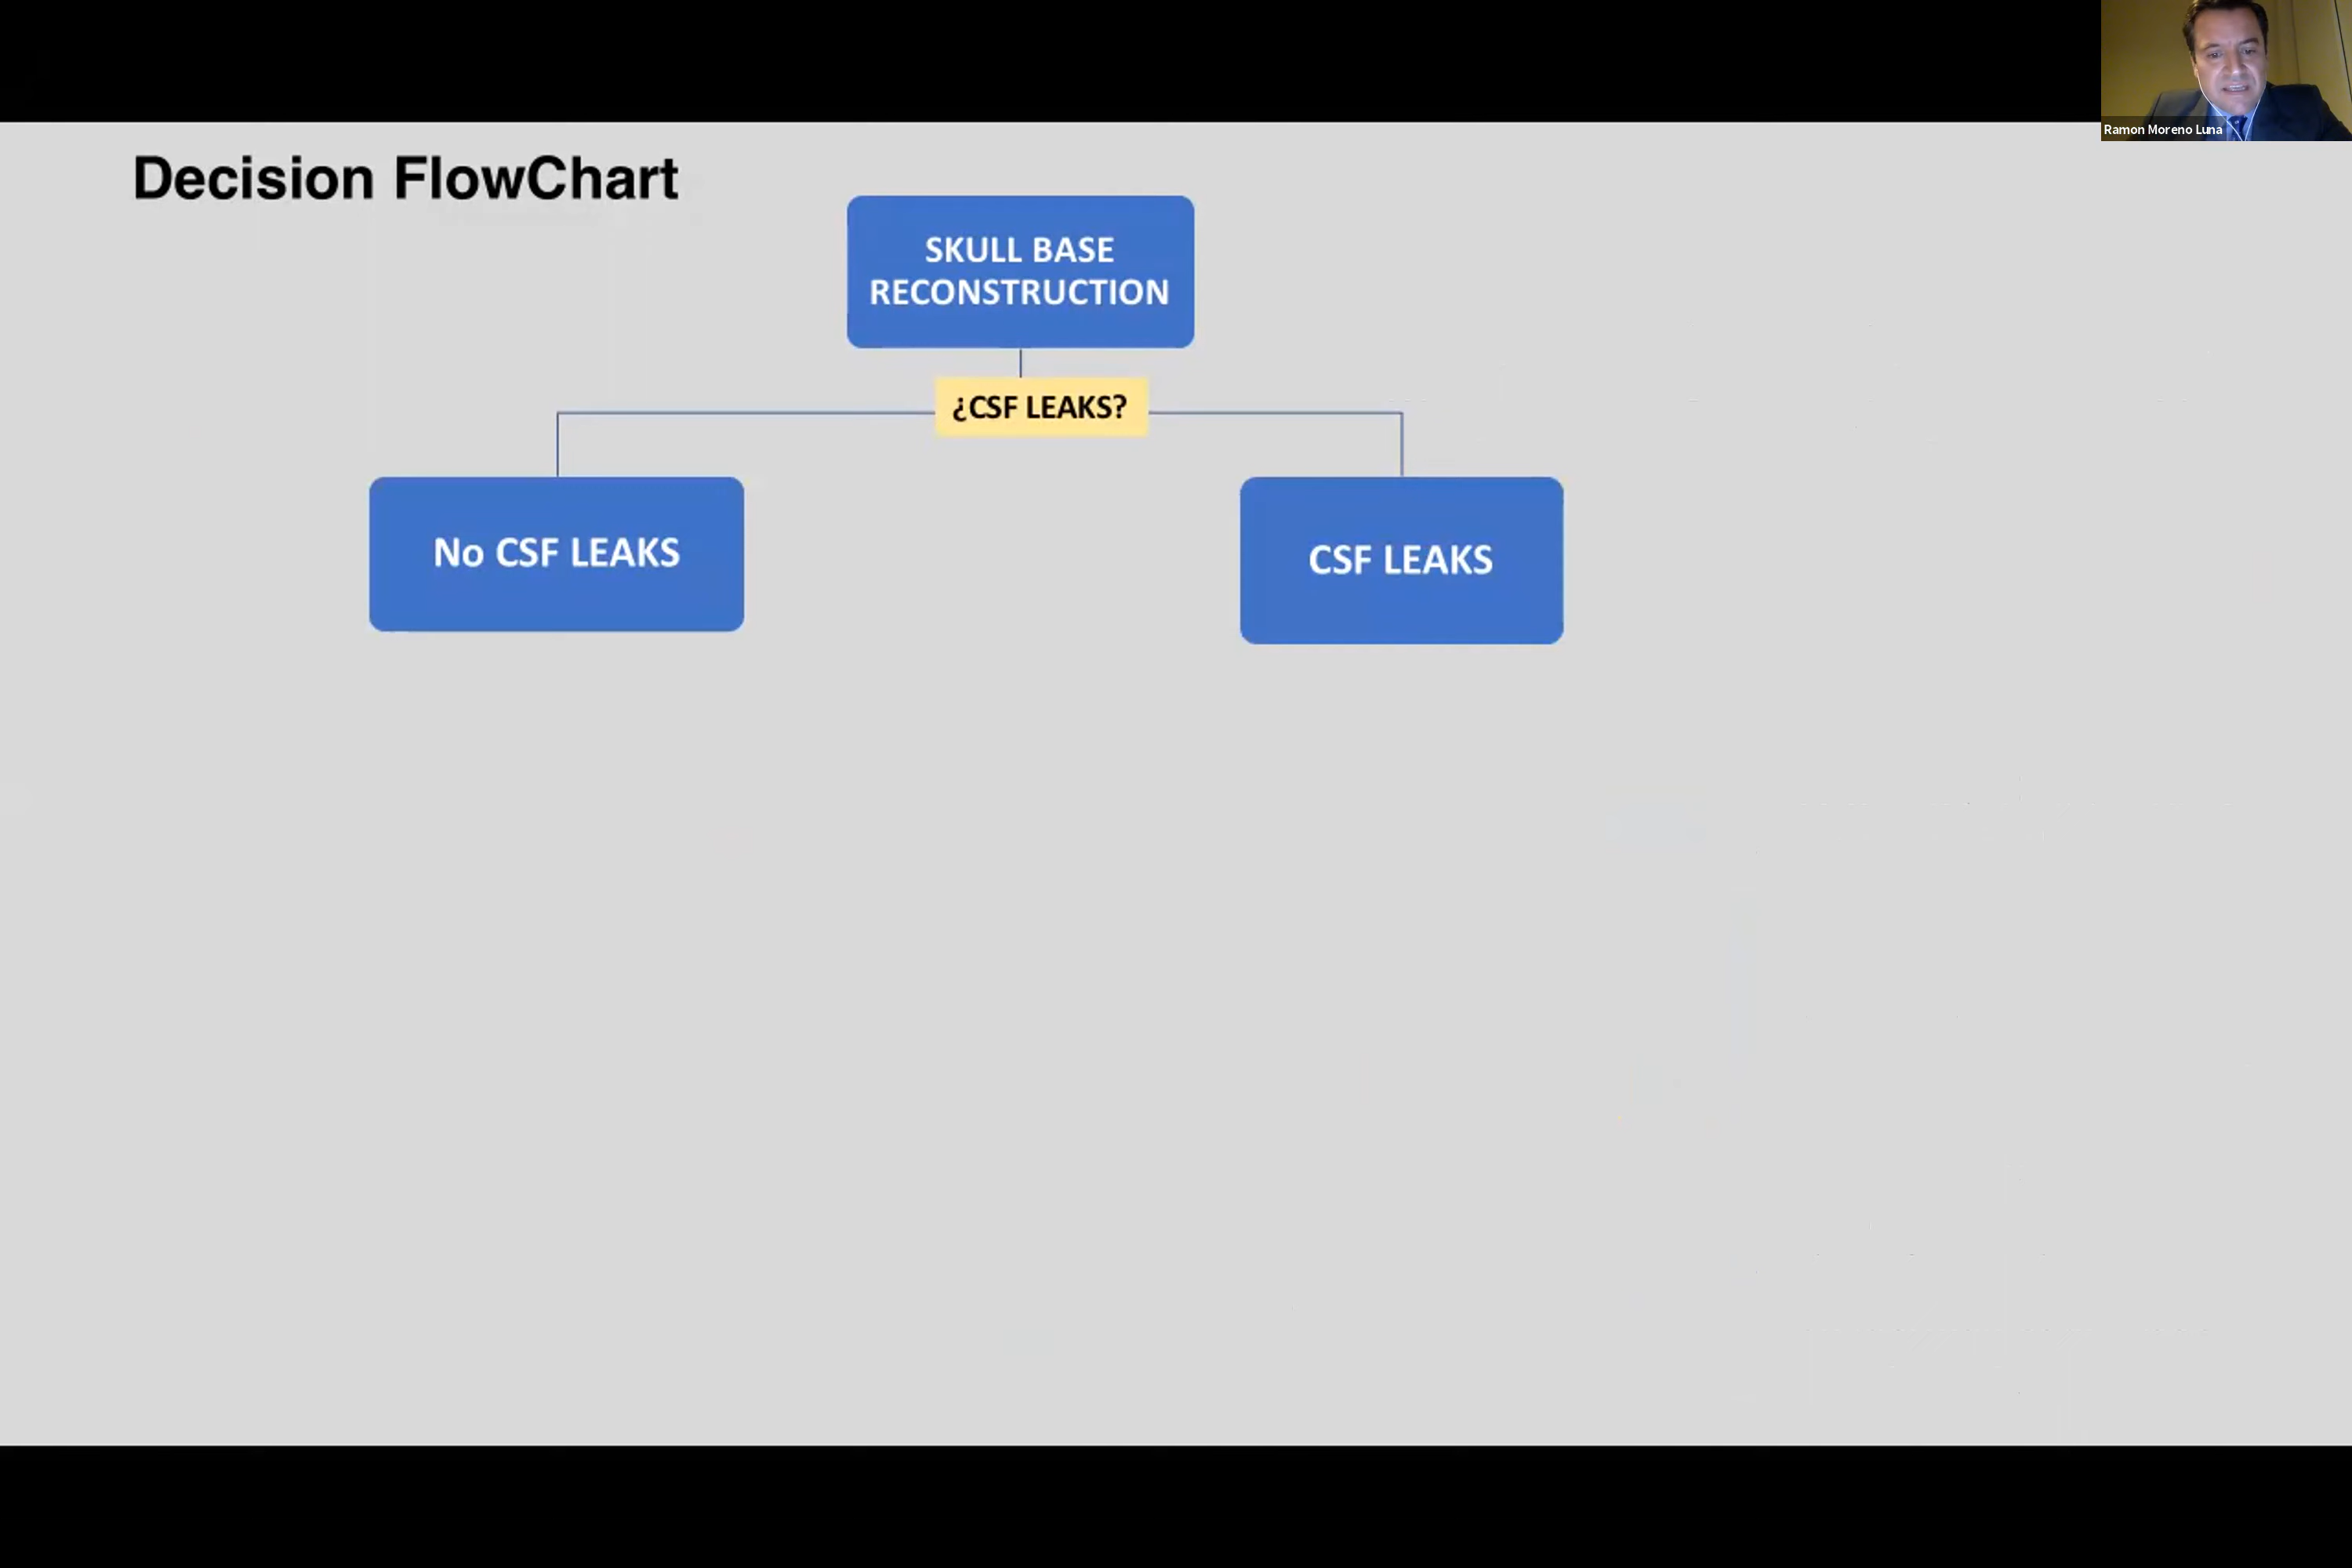 Ramon Moreno Luna
Decision FlowChart
SKULL BASE
RECONSTRUCTION
¿CSF LEAKS?
No CSF LEAKS
CSF LEAKS